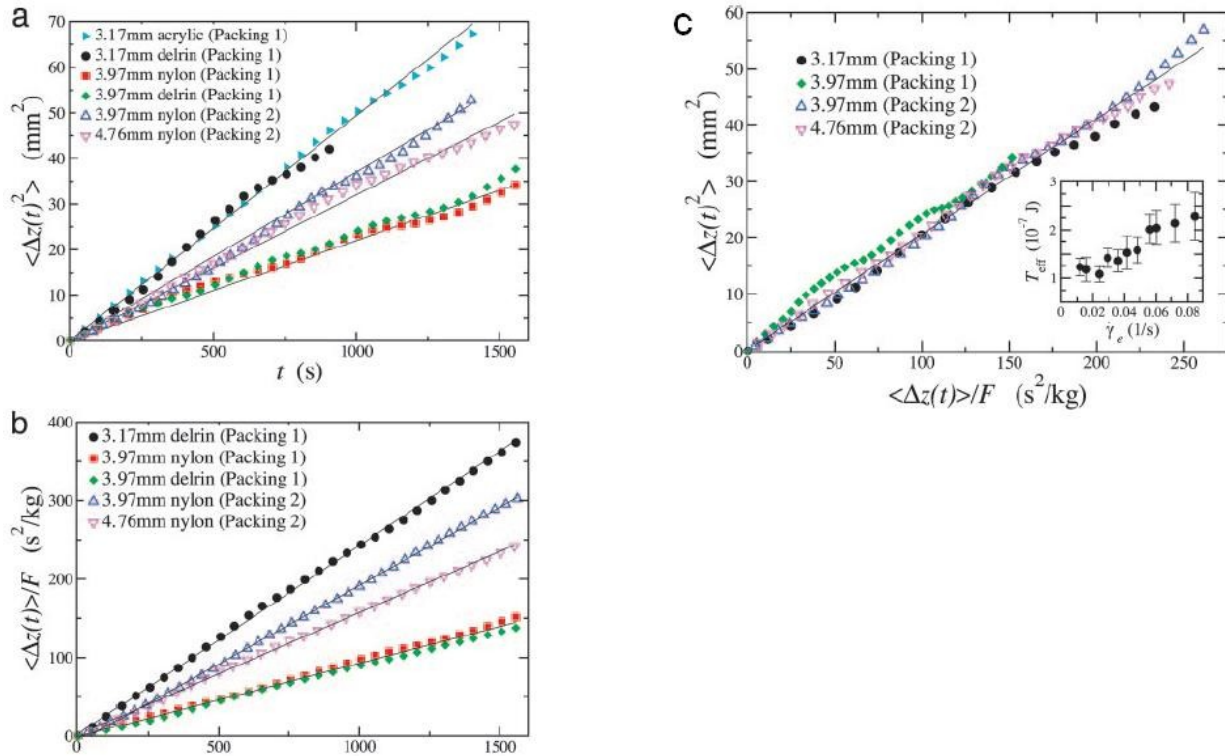 a
70
60
50
40
30
20
10
0
<Δz(t)²> (mm²)
3.17mm acrylic (Packing 1)
3.17mm delrin (Packing 1)
3.97mm nylon (Packing 1)
3.97mm delrin (Packing 1)
3.97mm nylon (Packing 2)
4.76mm nylon (Packing 2)
0 500 1000 1500
t (s)
b
400
300
200
100
0
<Δz(t)>/F (s²/kg)
3.17mm delrin (Packing 1)
3.97mm nylon (Packing 1)
3.97mm delrin (Packing 1)
3.97mm nylon (Packing 2)
4.76mm nylon (Packing 2)
0 500 1000 1500
c
60
50
40
30
20
10
0
<Δz(t)²> (mm²)
3.17mm (Packing 1)
3.97mm (Packing 1)
3.97mm (Packing 2)
4.76mm (Packing 2)
3
2
1
T_eff (10⁻⁷ J)
0 0.02 0.04 0.06 0.08
γ̇_e (1/s)
0 50 100 150 200 250
<Δz(t)>/F (s²/kg)